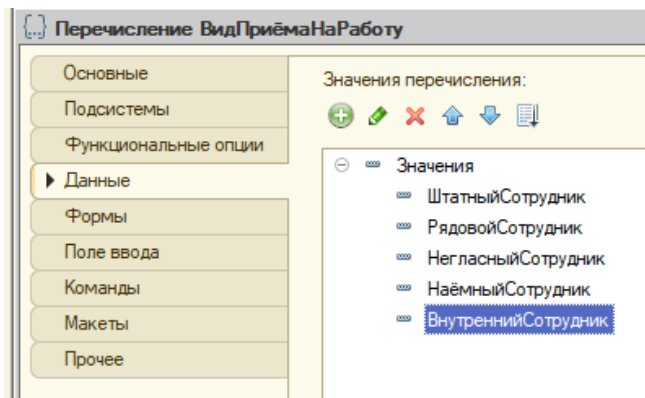 {..} Перечисление ВидПриёмаНаРаботу
Основные
Подсистемы
Функциональные опции
Данные
Формы
Поле ввода
Команды
Макеты
Прочее
Значения перечисления:
Значения
ШтатныйСотрудник
РядовойСотрудник
НегласныйСотрудник
НаёмныйСотрудник
ВнутреннийСотрудник